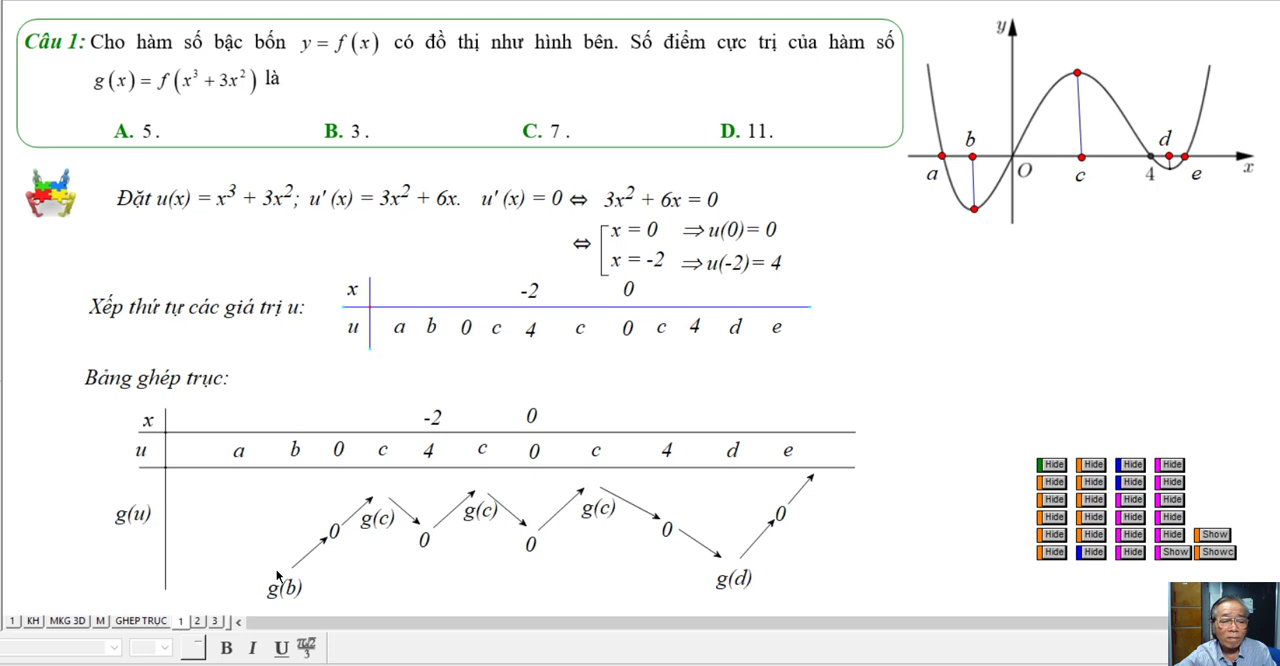 Câu 1: Cho hàm số bậc bốn y = f(x) có đồ thị như hình bên. Số điểm cực trị của hàm số
g(x) = f(x³ + 3x²) là
A. 5 . B. 3 . C. 7 . D. 11.
y
b d
a O c 4 e x
Đặt u(x) = x³ + 3x²; u' (x) = 3x² + 6x. u' (x) = 0 ⇔ 3x² + 6x = 0
⇔ [ x = 0 ⇒ u(0) = 0
x = -2 ⇒ u(-2) = 4
Xếp thứ tự các giá trị u:
x -2 0
u a b 0 c 4 c 0 c 4 d e
Bảng ghép trục:
x -2 0
u a b 0 c 4 c 0 c 4 d e
g(u) g(b) 0 g(c) 0 g(c) 0 g(c) 0 g(d) 0
Hide Hide Hide Hide
Hide Hide Hide Hide
Hide Hide Hide Hide
Hide Hide Hide Hide
Hide Hide Hide Hide Show
Hide Hide Hide Show Showc
1 KH MKG 3D M GHEP TRỤC 1 2 3
B I U